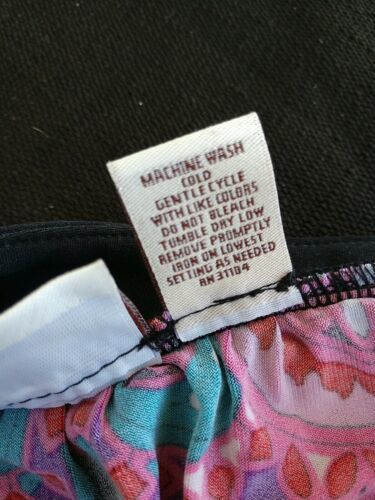 MACHINE WASH
COLD
GENTLE CYCLE
WITH LIKE COLORS
DO NOT BLEACH
TUMBLE DRY LOW
REMOVE PROMPTLY
IRON ON LOWEST
SETTING AS NEEDED
RN 31104